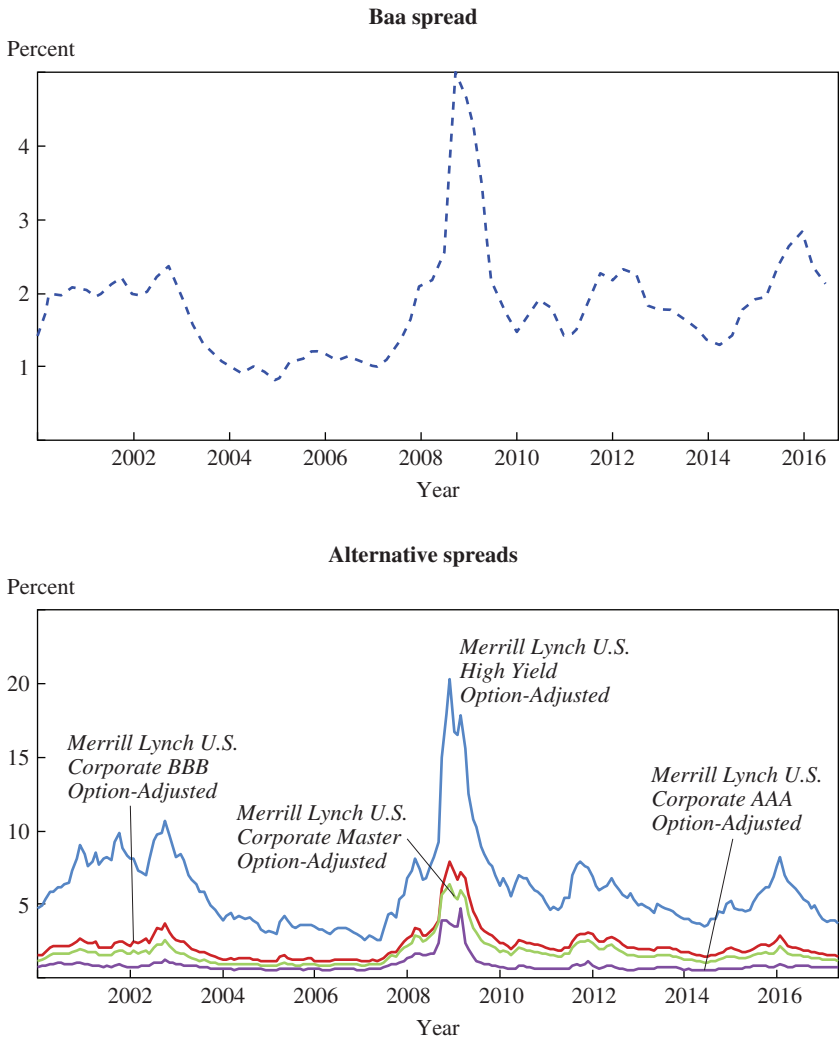 Baa spread
Percent
4
3
2
1
2002 2004 2006 2008 2010 2012 2014 2016
Year
Alternative spreads
Percent
20
15
10
5
Merrill Lynch U.S.
High Yield
Option-Adjusted
Merrill Lynch U.S.
Corporate BBB
Option-Adjusted
Merrill Lynch U.S.
Corporate Master
Option-Adjusted
Merrill Lynch U.S.
Corporate AAA
Option-Adjusted
2002 2004 2006 2008 2010 2012 2014 2016
Year